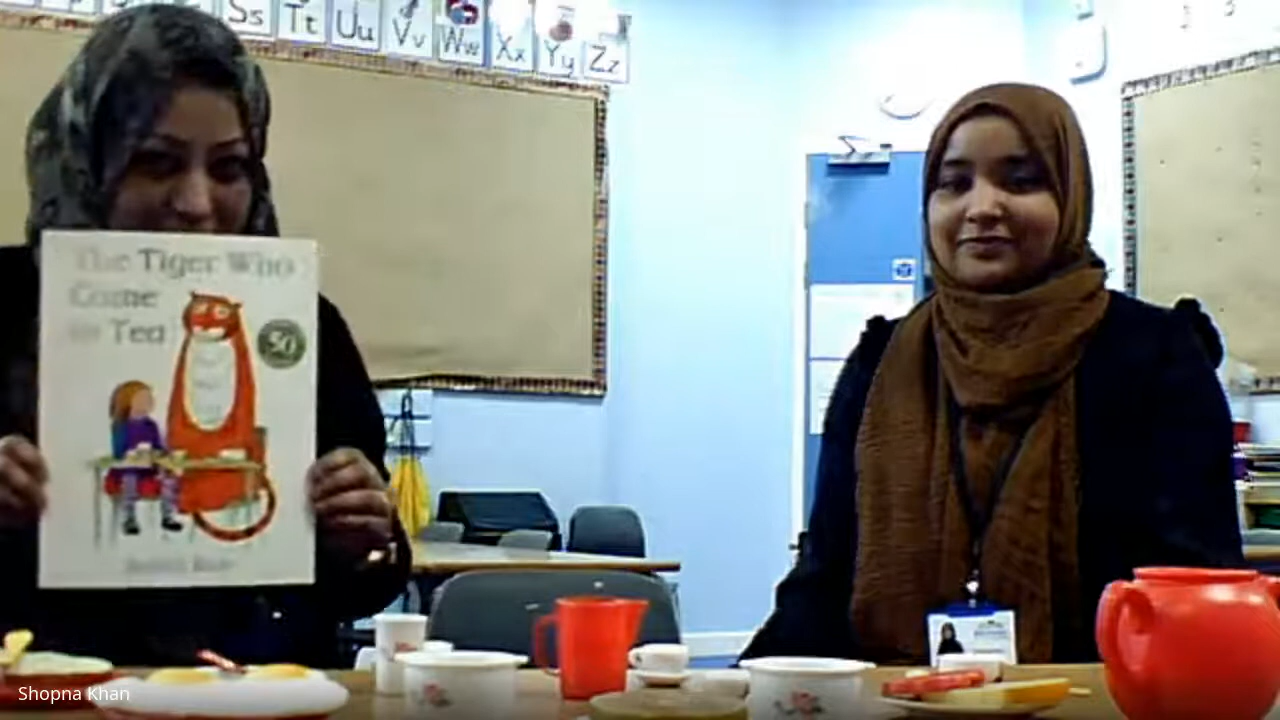 Ss Tt Uu Vv Ww Xx Yy Zz
The Tiger Who
Came
to Tea
50
Shopna Khan